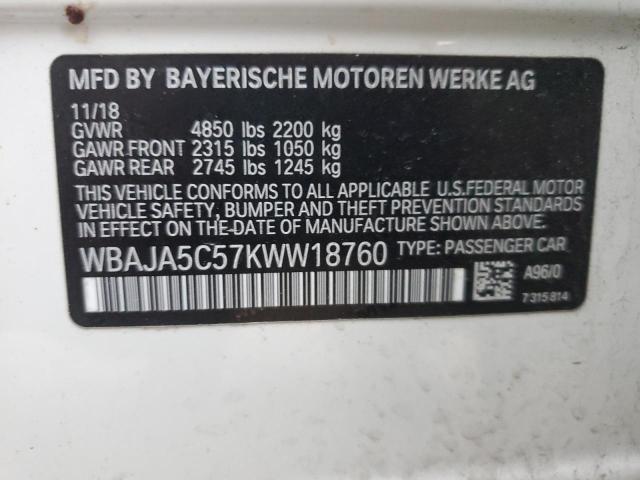 MFD BY BAYERISCHE MOTOREN WERKE AG
11/18
GVWR 4850 lbs 2200 kg
GAWR.FRONT 2315 lbs 1050 kg
GAWR REAR 2745 lbs 1245 kg
THIS VEHICLE CONFORMS TO ALL APPLICABLE U.S.FEDERAL MOTOR
VEHICLE SAFETY, BUMPER AND THEFT PREVENTION STANDARDS
IN EFFECT ON THE DATE OF MANUFACTURE SHOWN ABOVE.
WBAJA5C57KWW18760 TYPE: PASSENGER CAR
A96/0
7315814